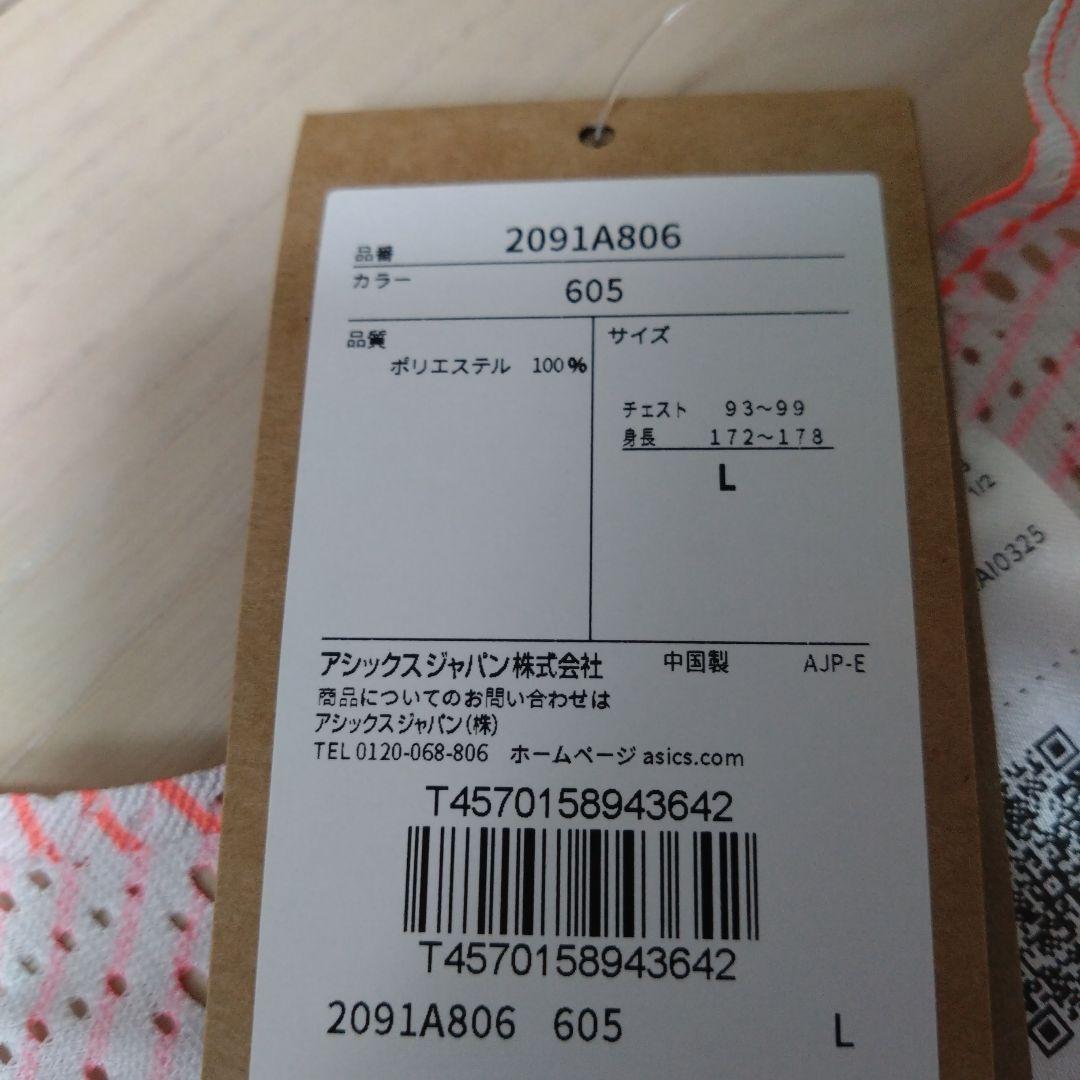 品番 2091A806
カラー 605
品質
ポリエステル 100%
サイズ
チェスト 93～99
身長 172～178
L
アシックスジャパン株式会社 中国製 AJP-E
商品についてのお問い合わせは
アシックスジャパン(株)
TEL 0120-068-806 ホームページ asics.com
T4570158943642
T4570158943642
2091A806 605 L
1/2
AI0325